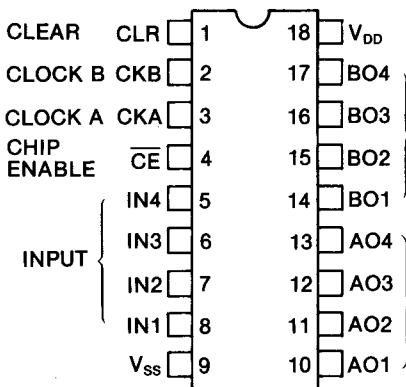 CLEAR CLR 1 18 VDD
CLOCK B CKB 2 17 BO4
CLOCK A CKA 3 16 BO3
CHIP ENABLE CE 4 15 BO2
IN4 5 14 BO1
IN3 6 13 AO4
INPUT
IN2 7 12 AO3
IN1 8 11 AO2
VSS 9 10 AO1